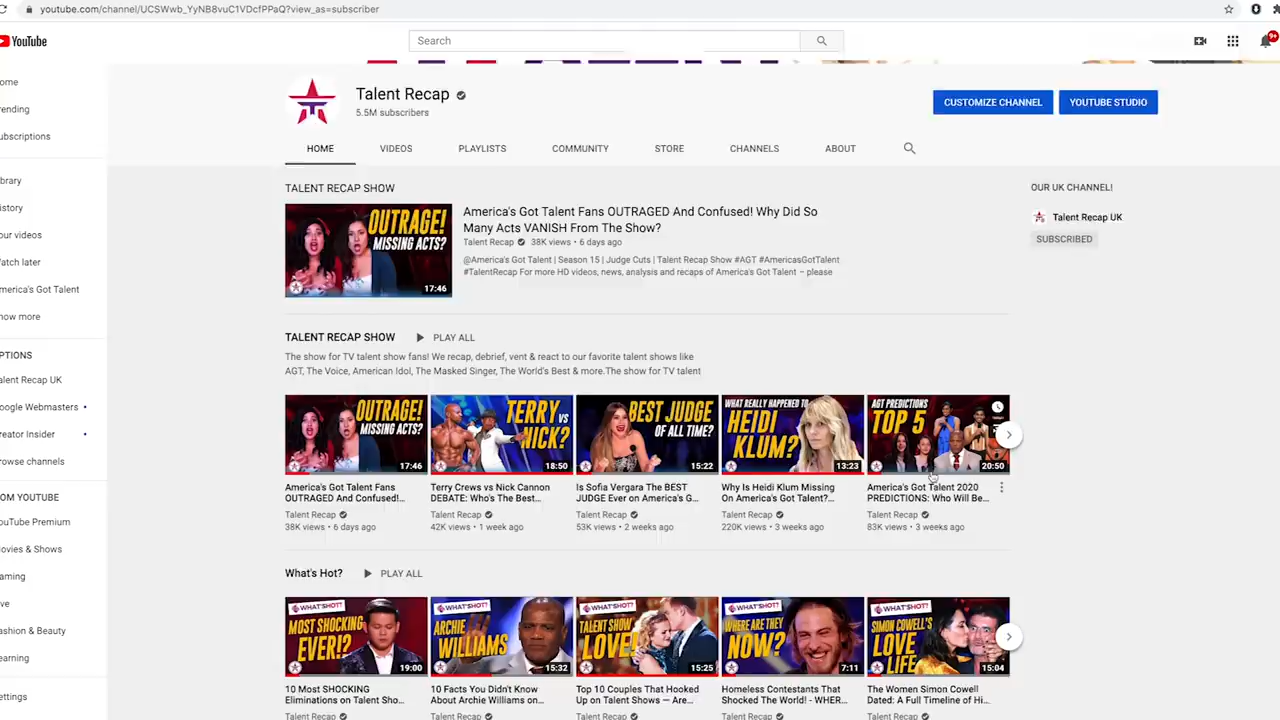 youtube.com/channel/UCSWwb_YyNB8vuC1VDcfPPaQ?view_as=subscriber
YouTube
Search
9+
ome
rending
ubscriptions
ibrary
istory
our videos
atch later
merica's Got Talent
how more
PTIONS
alent Recap UK
oogle Webmasters •
reator Insider •
rowse channels
OM YOUTUBE
ouTube Premium
ovies & Shows
aming
ve
ashion & Beauty
earning
ettings
Talent Recap
5.5M subscribers
CUSTOMIZE CHANNEL
YOUTUBE STUDIO
HOME VIDEOS PLAYLISTS COMMUNITY STORE CHANNELS ABOUT
TALENT RECAP SHOW
OUTRAGE!
MISSING ACTS?
17:46
America's Got Talent Fans OUTRAGED And Confused! Why Did So
Many Acts VANISH From The Show?
Talent Recap 38K views • 6 days ago
@America's Got Talent | Season 15 | Judge Cuts | Talent Recap Show #AGT #AmericasGotTalent
#TalentRecap For more HD videos, news, analysis and recaps of America's Got Talent – please
OUR UK CHANNEL!
Talent Recap UK
SUBSCRIBED
TALENT RECAP SHOW PLAY ALL
The show for TV talent show fans! We recap, debrief, vent & react to our favorite talent shows like
AGT, The Voice, American Idol, The Masked Singer, The World's Best & more.The show for TV talent
OUTRAGE!
MISSING ACTS?
17:46
America's Got Talent Fans
OUTRAGED And Confused!...
Talent Recap
38K views • 6 days ago
TERRY
VS
NICK?
18:50
Terry Crews vs Nick Cannon
DEBATE: Who's The Best...
Talent Recap
42K views • 1 week ago
BEST JUDGE
OF ALL TIME?
15:22
Is Sofia Vergara The BEST
JUDGE Ever on America's G...
Talent Recap
53K views • 2 weeks ago
WHAT REALLY HAPPENED TO
HEIDI
KLUM?
13:23
Why Is Heidi Klum Missing
On America's Got Talent?...
Talent Recap
220K views • 3 weeks ago
AGT PREDICTIONS
TOP 5
20:50
America's Got Talent 2020
PREDICTIONS: Who Will Be...
Talent Recap
83K views • 3 weeks ago
What's Hot? PLAY ALL
WHAT'S HOT?
MOST SHOCKING
EVER!?
19:00
10 Most SHOCKING
Eliminations on Talent Sho...
Talent Recap
WHAT'S HOT?
ARCHIE
WILLIAMS
15:32
10 Facts You Didn't Know
About Archie Williams on...
Talent Recap
WHAT'S HOT?
TALENT SHOW
LOVE!
15:25
Top 10 Couples That Hooked
Up on Talent Shows — Are...
Talent Recap
WHAT'S HOT?
WHERE ARE THEY
NOW?
7:11
Homeless Contestants That
Shocked The World! - WHER...
Talent Recap
WHAT'S HOT?
SIMON COWELL'S
LOVE
LIFE
15:04
The Women Simon Cowell
Dated: A Full Timeline of Hi...
Talent Recap